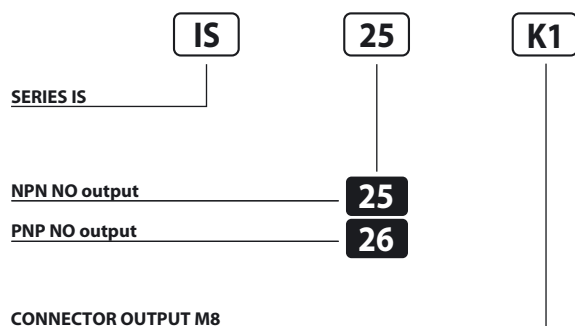 IS 25 K1
SERIES IS
NPN NO output 25
PNP NO output 26
CONNECTOR OUTPUT M8